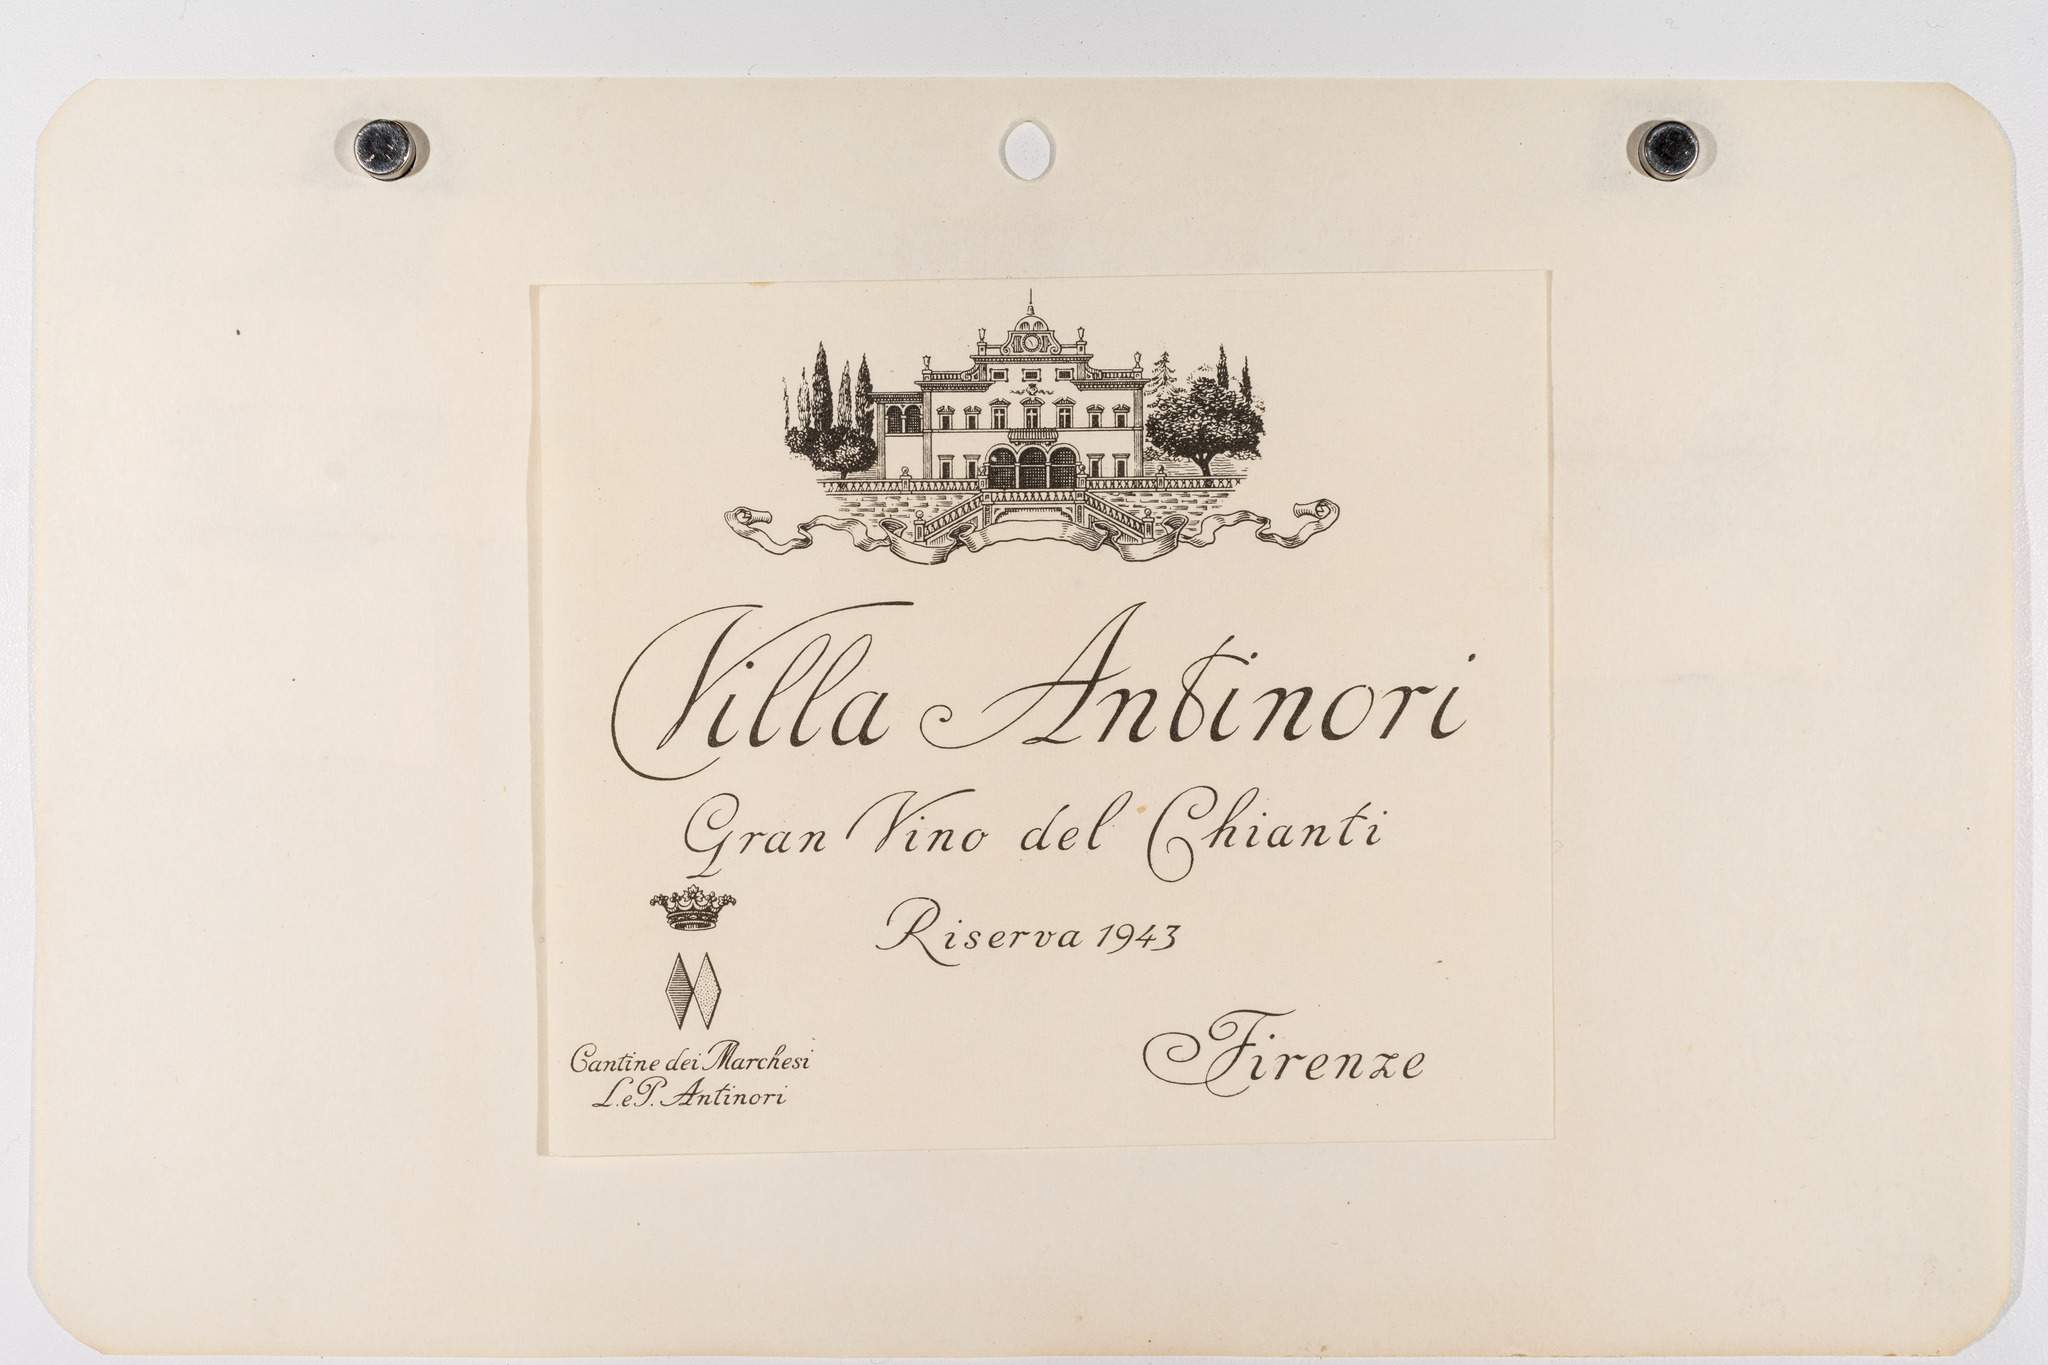 Villa Antinori
Gran Vino del Chianti
Riserva 1943
Cantine dei Marchesi
L. e P. Antinori
Firenze